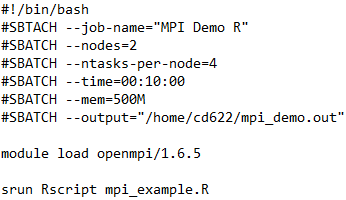 #!/bin/bash
#SBTACH --job-name="MPI Demo R"
#SBATCH --nodes=2
#SBATCH --ntasks-per-node=4
#SBATCH --time=00:10:00
#SBATCH --mem=500M
#SBATCH --output="/home/cd622/mpi_demo.out"
module load openmpi/1.6.5
srun Rscript mpi_example.R